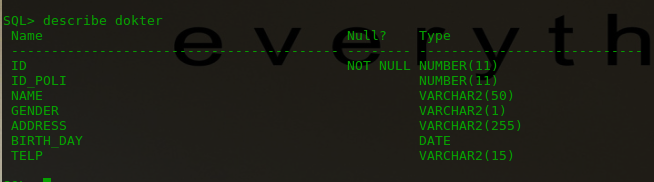 SQL> describe dokter
Name Null? Type
----------------------------------------- -------- ----------------------------
ID NOT NULL NUMBER(11)
ID_POLI NUMBER(11)
NAME VARCHAR2(50)
GENDER VARCHAR2(1)
ADDRESS VARCHAR2(255)
BIRTH_DAY DATE
TELP VARCHAR2(15)
everyth